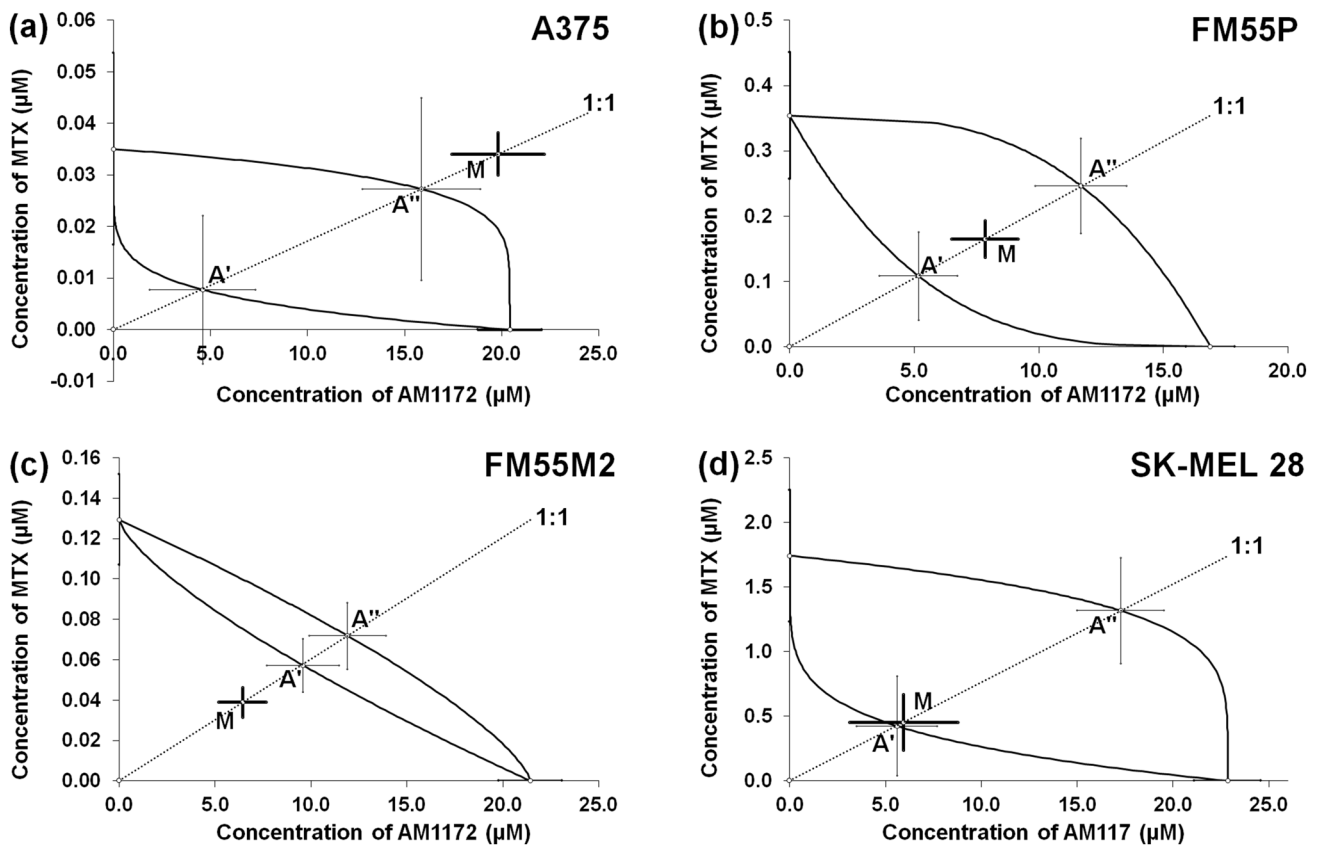 (a) A375
0.06
0.05
0.04
0.03
0.02
0.01
0.00
-0.01
Concentration of MTX (µM)
1:1
M
A''
A'
0.0 5.0 10.0 15.0 20.0 25.0
Concentration of AM1172 (µM)
(b) FM55P
0.5
0.4
0.3
0.2
0.1
0.0
Concentration of MTX (µM)
1:1
A''
M
A'
0.0 5.0 10.0 15.0 20.0
Concentration of AM1172 (µM)
(c) FM55M2
0.16
0.14
0.12
0.10
0.08
0.06
0.04
0.02
0.00
Concentration of MTX (µM)
1:1
A''
A'
M
0.0 5.0 10.0 15.0 20.0 25.0
Concentration of AM1172 (µM)
(d) SK-MEL 28
2.5
2.0
1.5
1.0
0.5
0.0
Concentration of MTX (µM)
1:1
A''
M
A'
0.0 5.0 10.0 15.0 20.0 25.0
Concentration of AM117 (µM)